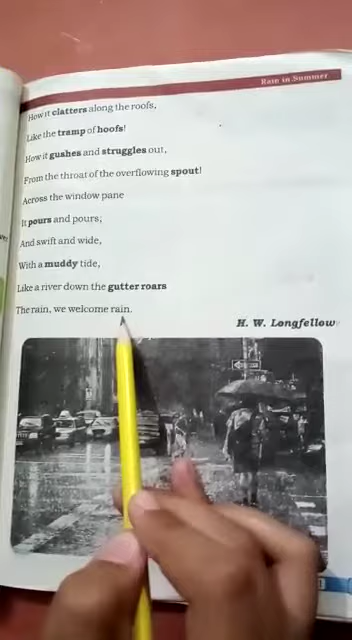 Rain in Summer
How it clatters along the roofs,
Like the tramp of hoofs!
How it gushes and struggles out,
From the throat of the overflowing spout!
Across the window pane
It pours and pours;
And swift and wide,
With a muddy tide,
Like a river down the gutter roars
The rain, we welcome rain.
H. W. Longfellow